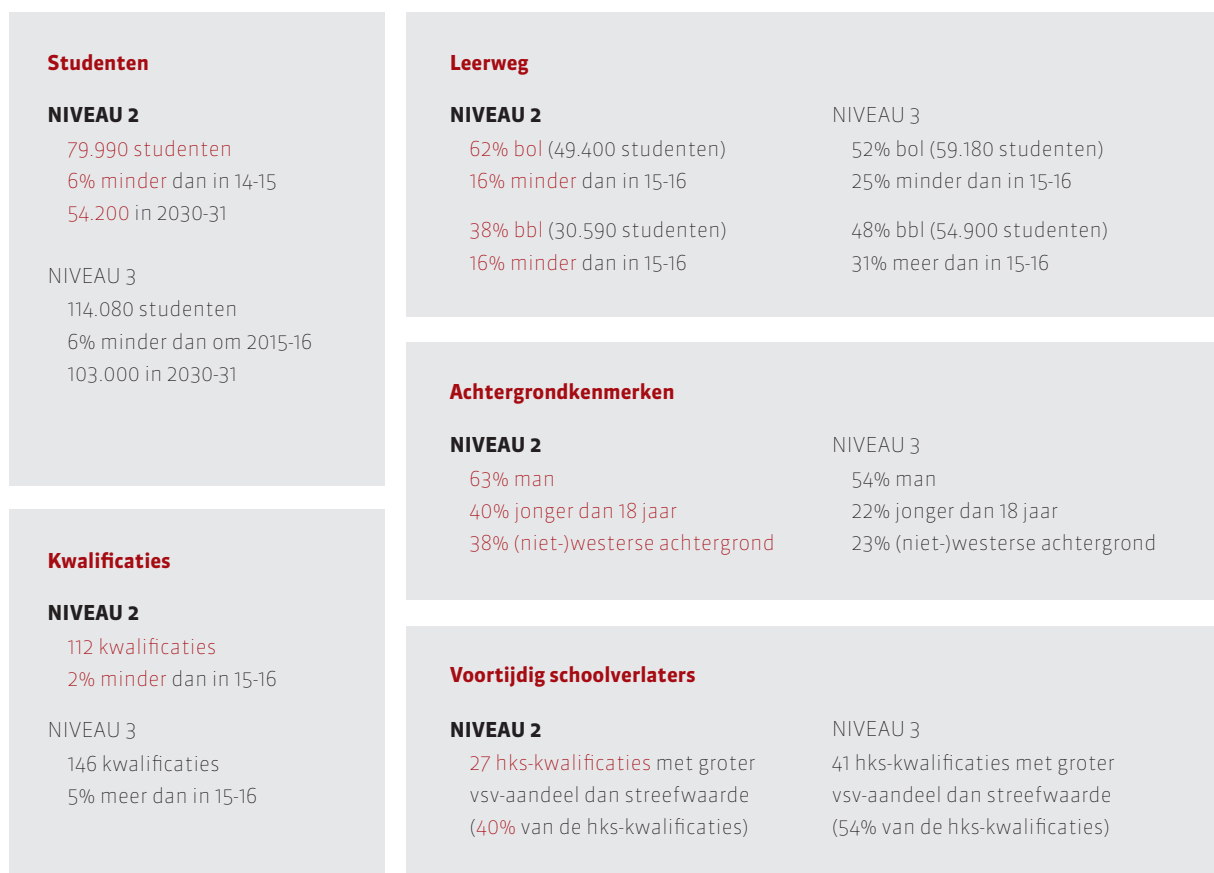 Studenten
NIVEAU 2
79.990 studenten
6% minder dan in 14-15
54.200 in 2030-31
NIVEAU 3
114.080 studenten
6% minder dan om 2015-16
103.000 in 2030-31
Kwalificaties
NIVEAU 2
112 kwalificaties
2% minder dan in 15-16
NIVEAU 3
146 kwalificaties
5% meer dan in 15-16
Leerweg
NIVEAU 2
62% bol (49.400 studenten)
16% minder dan in 15-16
38% bbl (30.590 studenten)
16% minder dan in 15-16
NIVEAU 3
52% bol (59.180 studenten)
25% minder dan in 15-16
48% bbl (54.900 studenten)
31% meer dan in 15-16
Achtergrondkenmerken
NIVEAU 2
63% man
40% jonger dan 18 jaar
38% (niet-)westerse achtergrond
NIVEAU 3
54% man
22% jonger dan 18 jaar
23% (niet-)westerse achtergrond
Voortijdig schoolverlaters
NIVEAU 2
27 hks-kwalificaties met groter
vsv-aandeel dan streefwaarde
(40% van de hks-kwalificaties)
NIVEAU 3
41 hks-kwalificaties met groter
vsv-aandeel dan streefwaarde
(54% van de hks-kwalificaties)